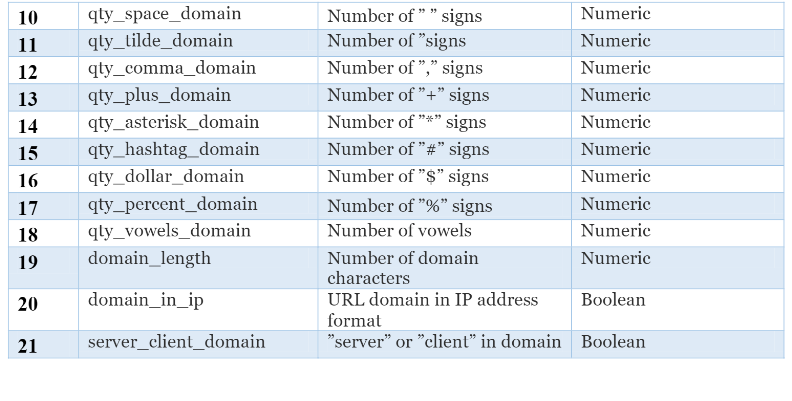 10 qty_space_domain Number of ” ” signs Numeric
11 qty_tilde_domain Number of ”signs Numeric
12 qty_comma_domain Number of ”,” signs Numeric
13 qty_plus_domain Number of ”+” signs Numeric
14 qty_asterisk_domain Number of ”*” signs Numeric
15 qty_hashtag_domain Number of ”#” signs Numeric
16 qty_dollar_domain Number of ”$” signs Numeric
17 qty_percent_domain Number of ”%” signs Numeric
18 qty_vowels_domain Number of vowels Numeric
19 domain_length Number of domain Numeric
characters
20 domain_in_ip URL domain in IP address Boolean
format
21 server_client_domain ”server” or ”client” in domain Boolean